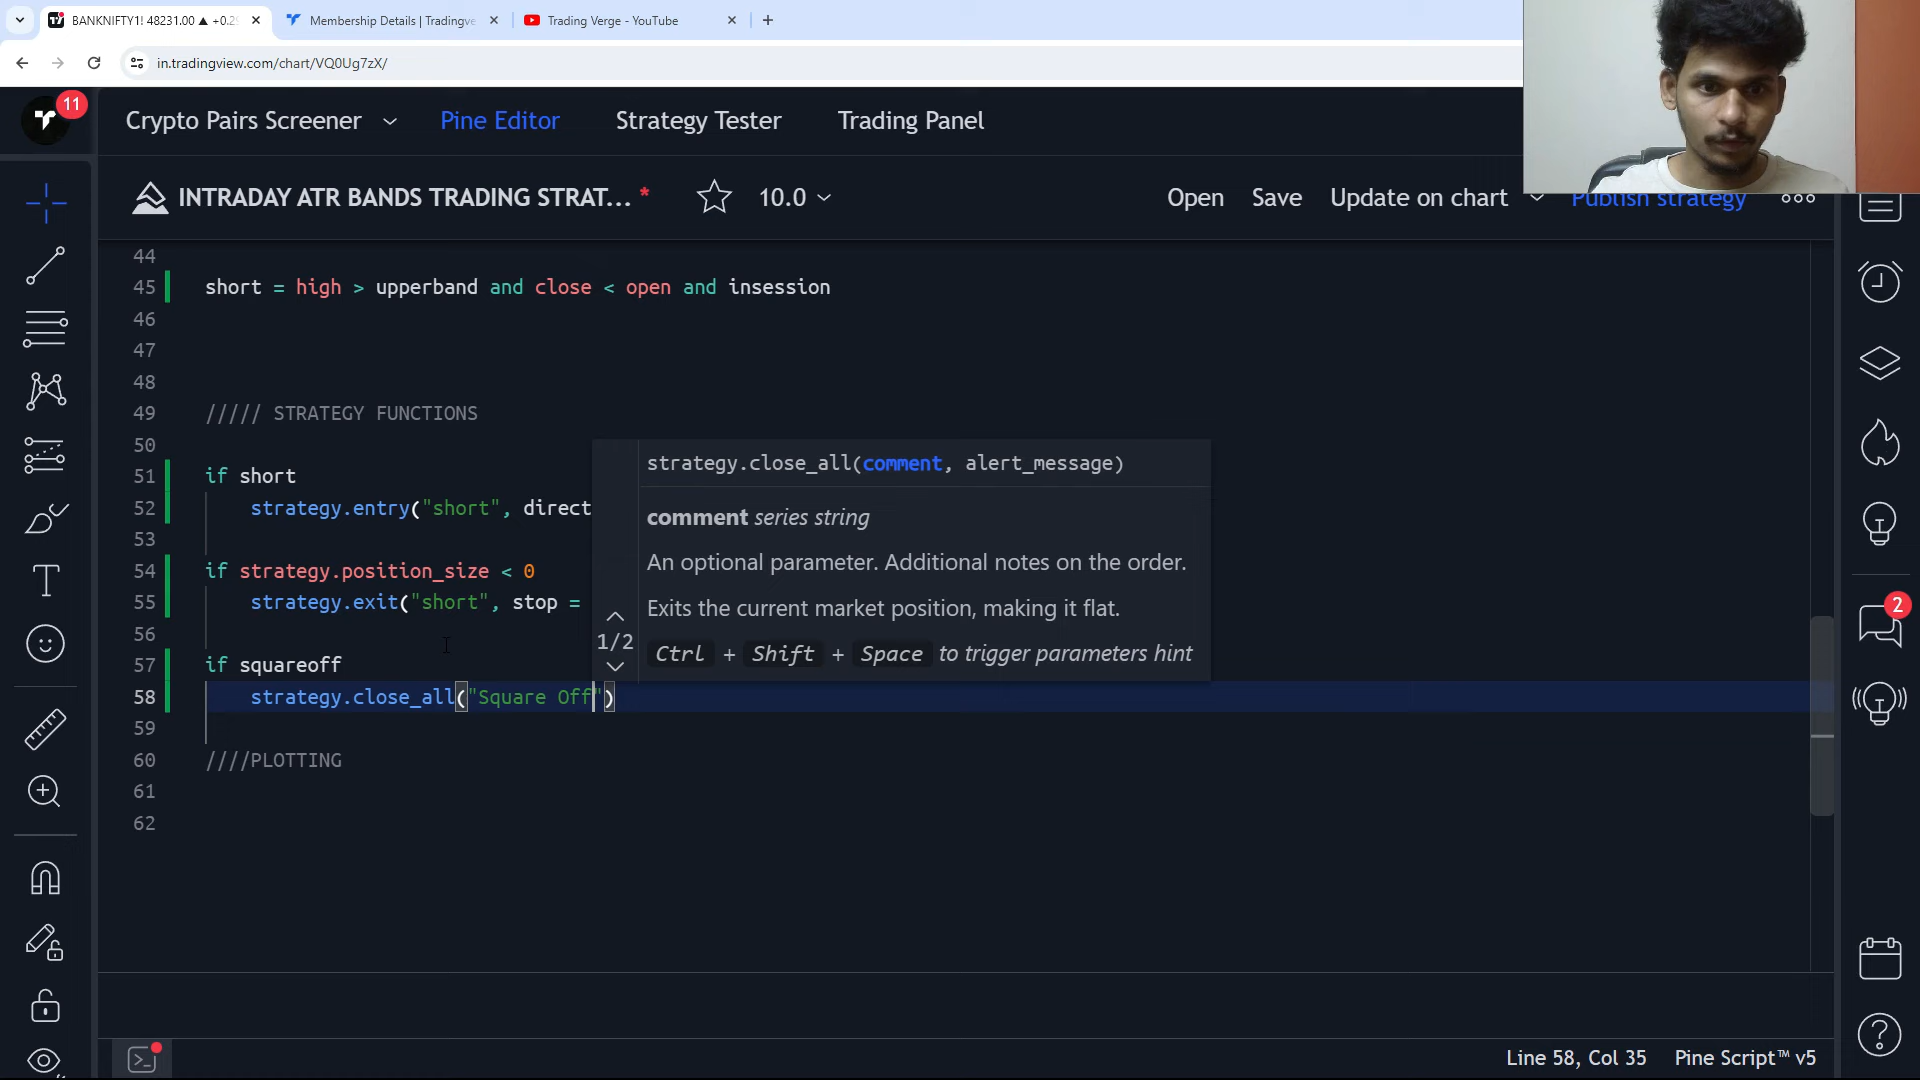 BANKNIFTY1! 48231.00 ▲ +0.29
Membership Details | Tradingve
Trading Verge - YouTube
in.tradingview.com/chart/VQ0Ug7zX/
11
Crypto Pairs Screener
Pine Editor
Strategy Tester
Trading Panel
INTRADAY ATR BANDS TRADING STRAT... *
10.0
Open
Save
Update on chart
Publish strategy
44
45 short = high > upperband and close < open and insession
46
47
48
49 ///// STRATEGY FUNCTIONS
50
51 if short
52 strategy.entry("short", direct
53
54 if strategy.position_size < 0
55 strategy.exit("short", stop =
56
57 if squareoff
58 strategy.close_all("Square Off")
59
60 ////PLOTTING
61
62
strategy.close_all(comment, alert_message)
comment series string
An optional parameter. Additional notes on the order.
Exits the current market position, making it flat.
1/2
Ctrl + Shift + Space to trigger parameters hint
2
Line 58, Col 35
Pine Script™ v5